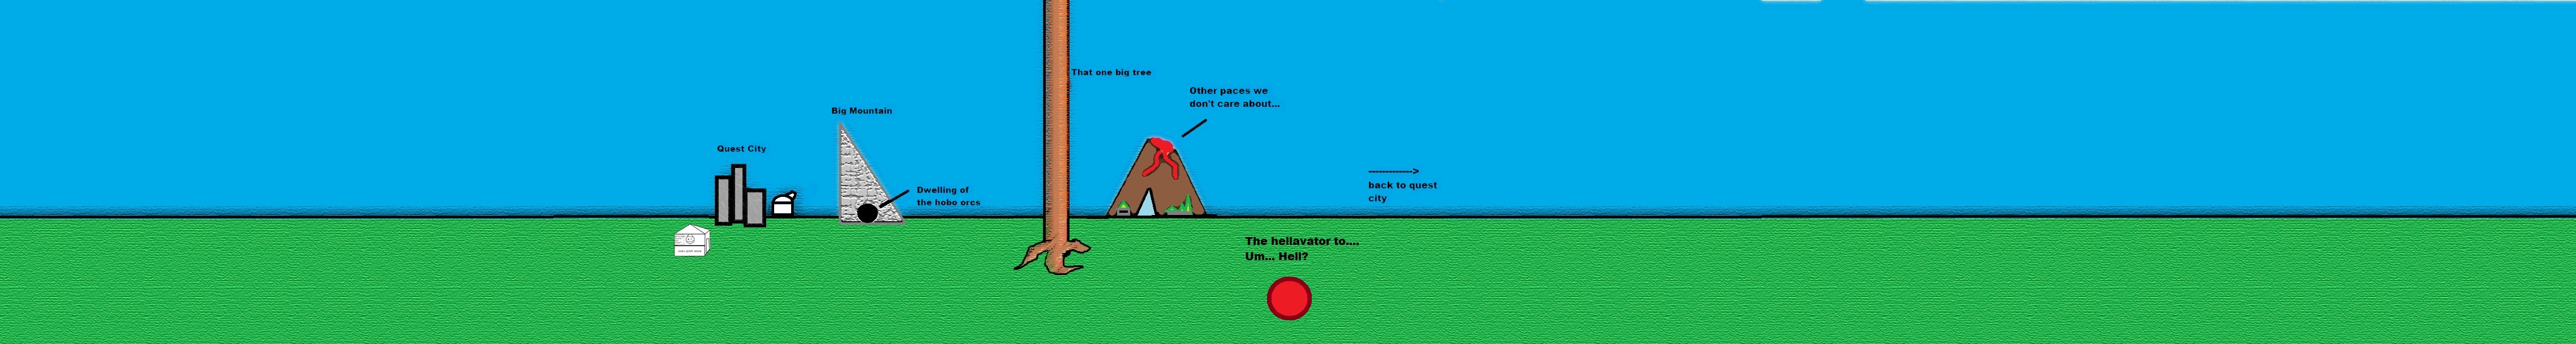 That one big tree
Other paces we
don't care about...
Big Mountain
Quest City
Dwelling of
the hobo orcs
------------->
back to quest
city
The hellavator to....
Um... Hell?